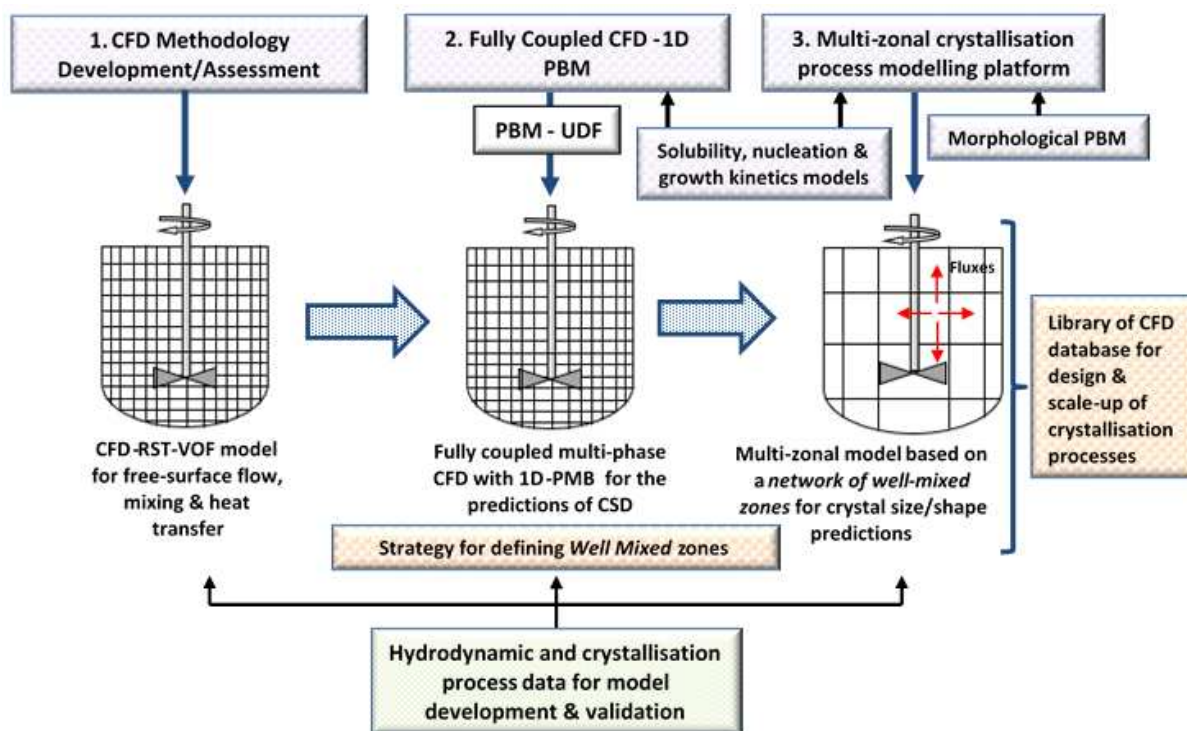 1. CFD Methodology
Development/Assessment
2. Fully Coupled CFD -1D
PBM
3. Multi-zonal crystallisation
process modelling platform
PBM - UDF
Solubility, nucleation &
growth kinetics models
Morphological PBM
Fluxes
Library of CFD
database for
design &
scale-up of
crystallisation
processes
CFD-RST-VOF model
for free-surface flow,
mixing & heat
transfer
Fully coupled multi-phase
CFD with 1D-PMB for the
predictions of CSD
Multi-zonal model based on
a network of well-mixed
zones for crystal size/shape
predictions
Strategy for defining Well Mixed zones
Hydrodynamic and crystallisation
process data for model
development & validation